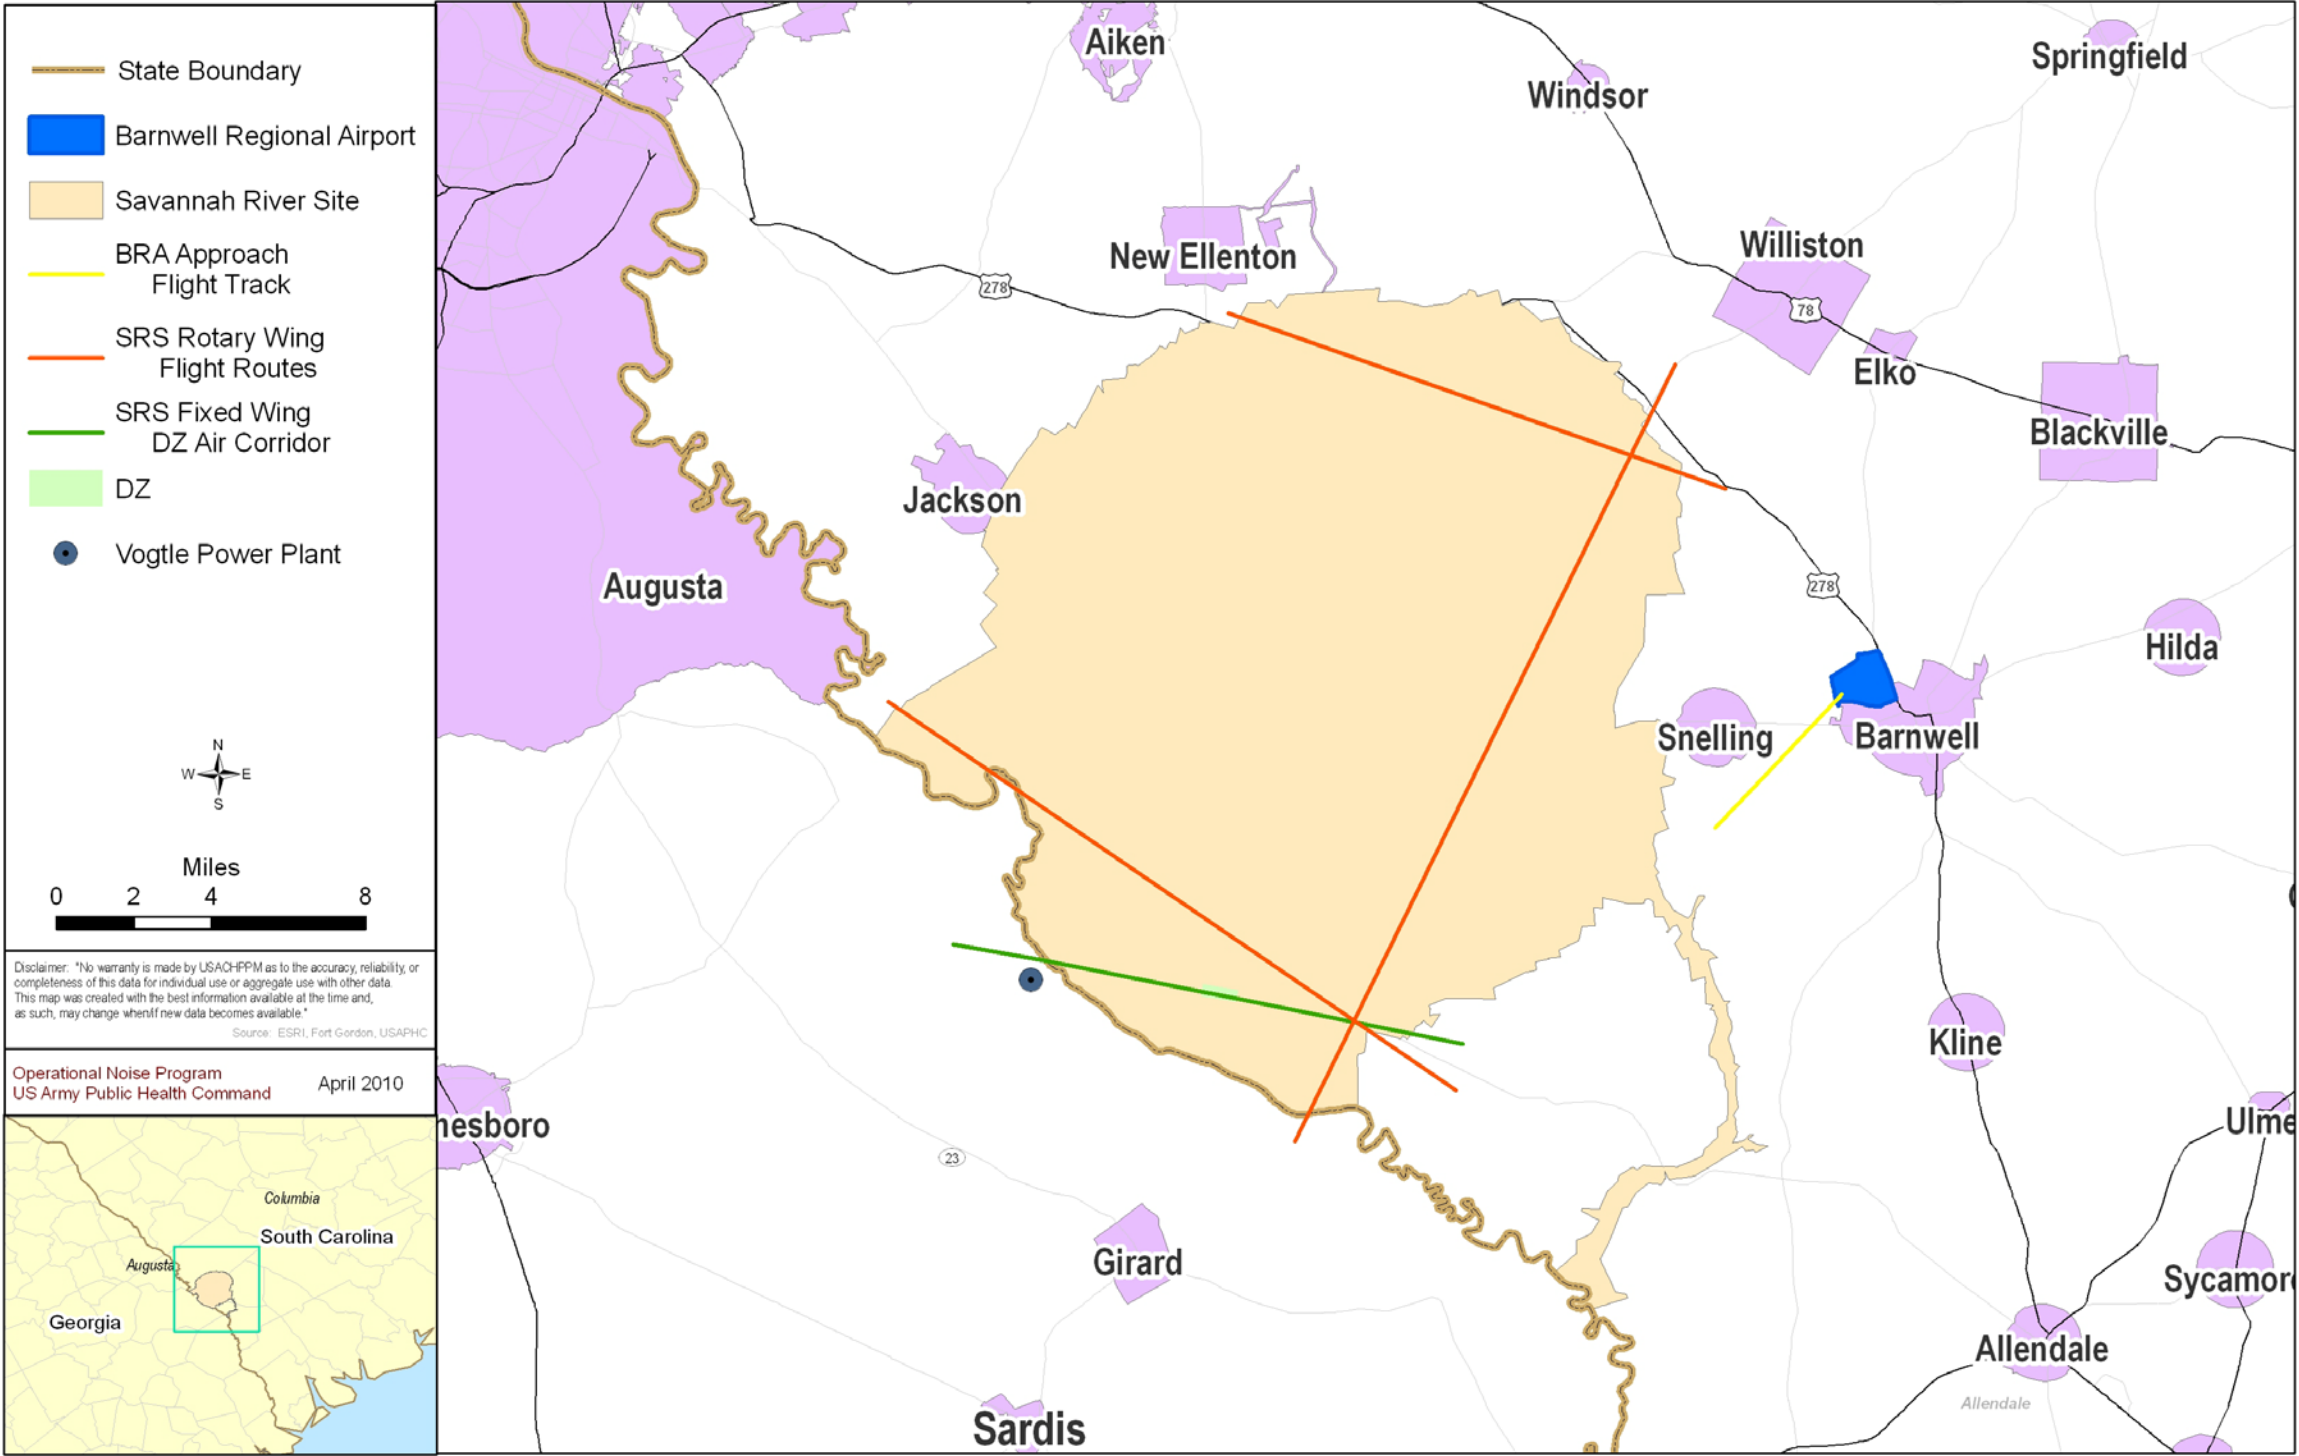 State Boundary
Barnwell Regional Airport
Savannah River Site
BRA Approach
Flight Track
SRS Rotary Wing
Flight Routes
SRS Fixed Wing
DZ Air Corridor
DZ
Vogtle Power Plant
N
W E
S
Miles
0 2 4 8
Disclaimer: "No warranty is made by USACHPPM as to the accuracy, reliability, or
completeness of this data for individual use or aggregate use with other data.
This map was created with the best information available at the time and,
as such, may change when/if new data becomes available."
Source: ESRI, Fort Gordon, USAPHC
Operational Noise Program
US Army Public Health Command
April 2010
Columbia
South Carolina
Augusta
Georgia
Aiken
Springfield
Windsor
New Ellenton
Williston
278
78
Elko
Blackville
Jackson
Augusta
278
Hilda
Snelling
Barnwell
Kline
nesboro
Ulme
23
Girard
Sycamor
Allendale
Allendale
Sardis